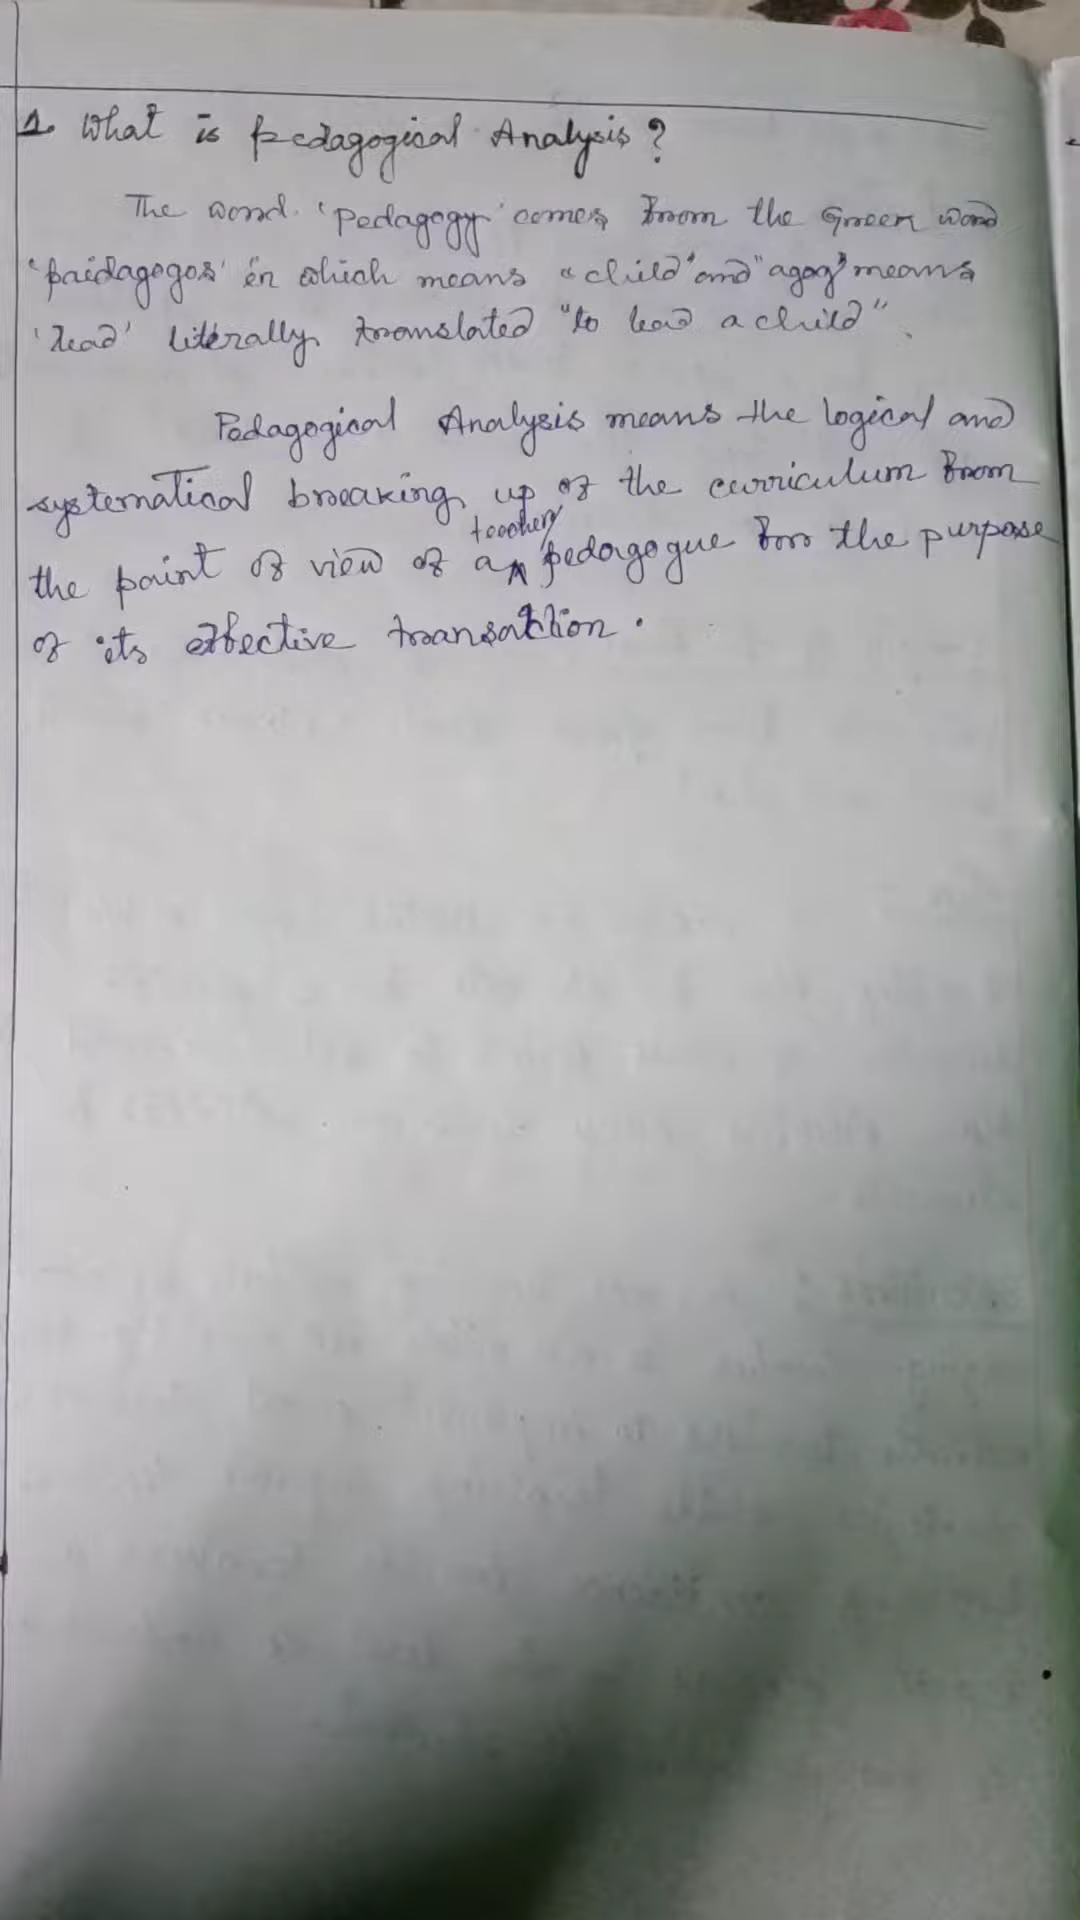 1. What is pedagogical Analysis?
The word 'Pedagogy' comes from the Green word
'paidagogos' in which means "child" and "agog" means
'lead' literally translated "to lead a child".
Pedagogical Analysis means the logical and
systematical breaking up of the curriculum from
the point of view of a teacher/ pedagogue for the purpose
of its effective transaction.